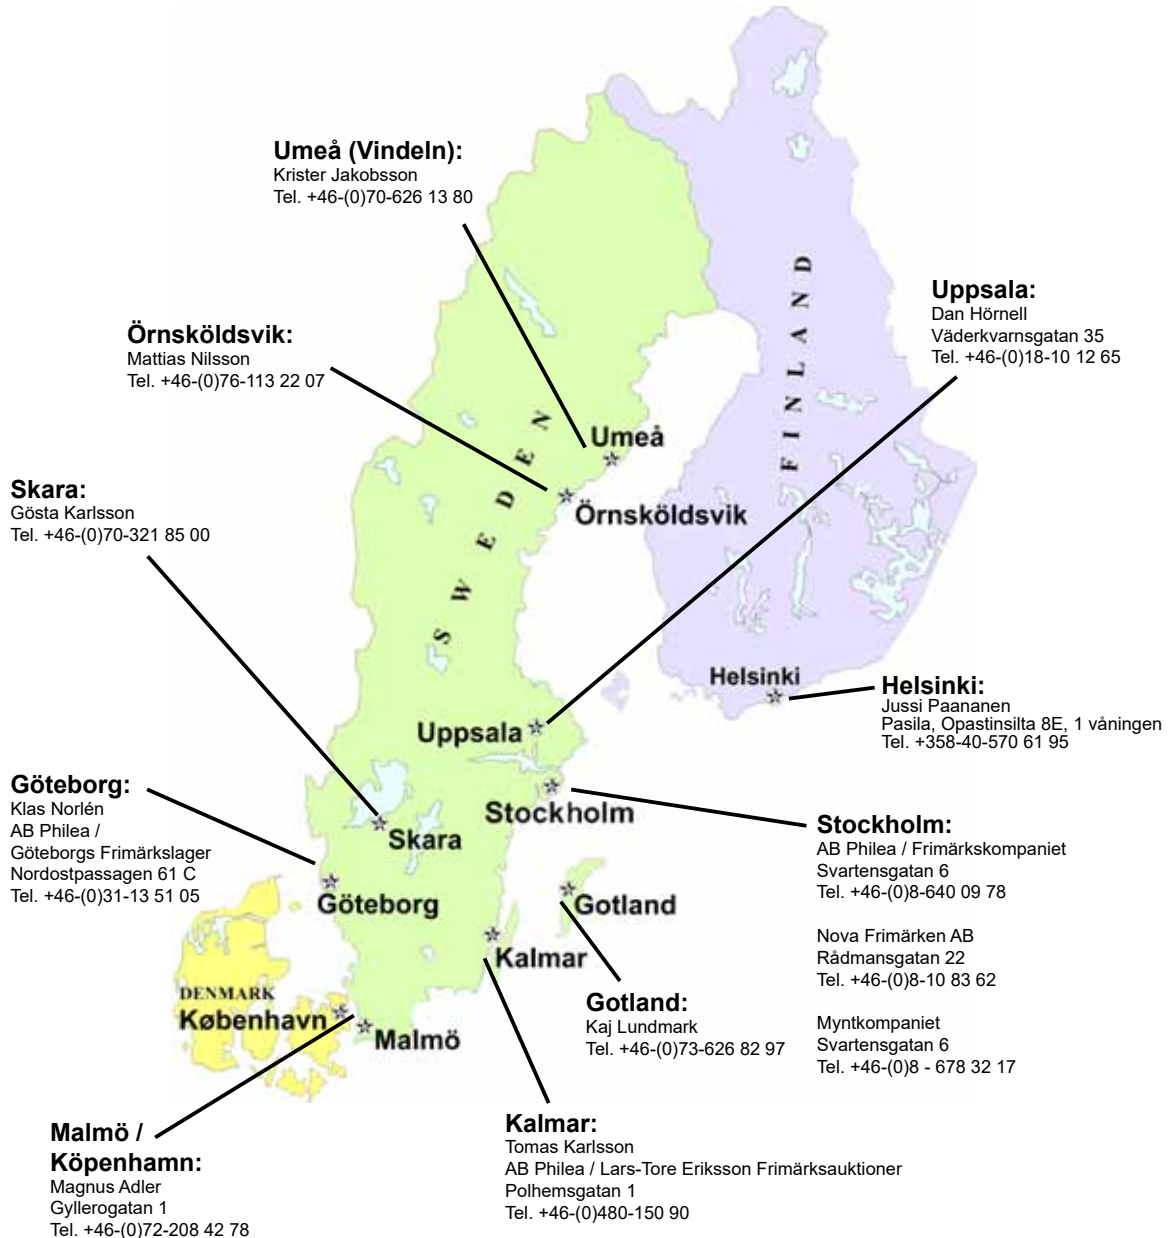 Umeå (Vindeln):
Krister Jakobsson
Tel. +46-(0)70-626 13 80
Uppsala:
Dan Hörnell
Väderkvarnsgatan 35
Tel. +46-(0)18-10 12 65
Örnsköldsvik:
Mattias Nilsson
Tel. +46-(0)76-113 22 07
FINLAND
SWEDEN
Umeå
Örnsköldsvik
Skara:
Gösta Karlsson
Tel. +46-(0)70-321 85 00
Helsinki
Helsinki:
Jussi Paananen
Pasila, Opastinsilta 8E, 1 våningen
Tel. +358-40-570 61 95
Uppsala
Göteborg:
Klas Norlén
AB Philea /
Göteborgs Frimärkslager
Nordostpassagen 61 C
Tel. +46-(0)31-13 51 05
Stockholm
Skara
Stockholm:
AB Philea / Frimärkskompaniet
Svartensgatan 6
Tel. +46-(0)8-640 09 78
Nova Frimärken AB
Rådmansgatan 22
Tel. +46-(0)8-10 83 62
Myntkompaniet
Svartensgatan 6
Tel. +46-(0)8 - 678 32 17
Göteborg
Gotland
Kalmar
DENMARK
København
Malmö
Gotland:
Kaj Lundmark
Tel. +46-(0)73-626 82 97
Malmö /
Köpenhamn:
Magnus Adler
Gyllerogatan 1
Tel. +46-(0)72-208 42 78
Kalmar:
Tomas Karlsson
AB Philea / Lars-Tore Eriksson Frimärksauktioner
Polhemsgatan 1
Tel. +46-(0)480-150 90